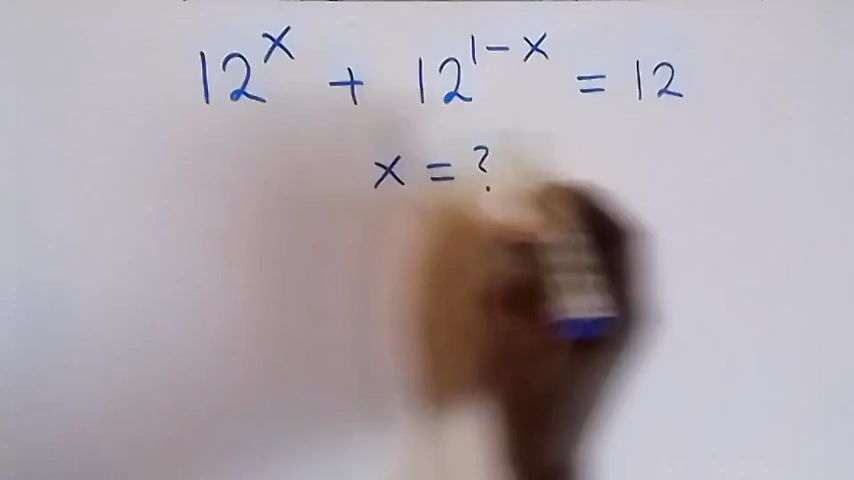 12^x + 12^{1-x} = 12
x = ?